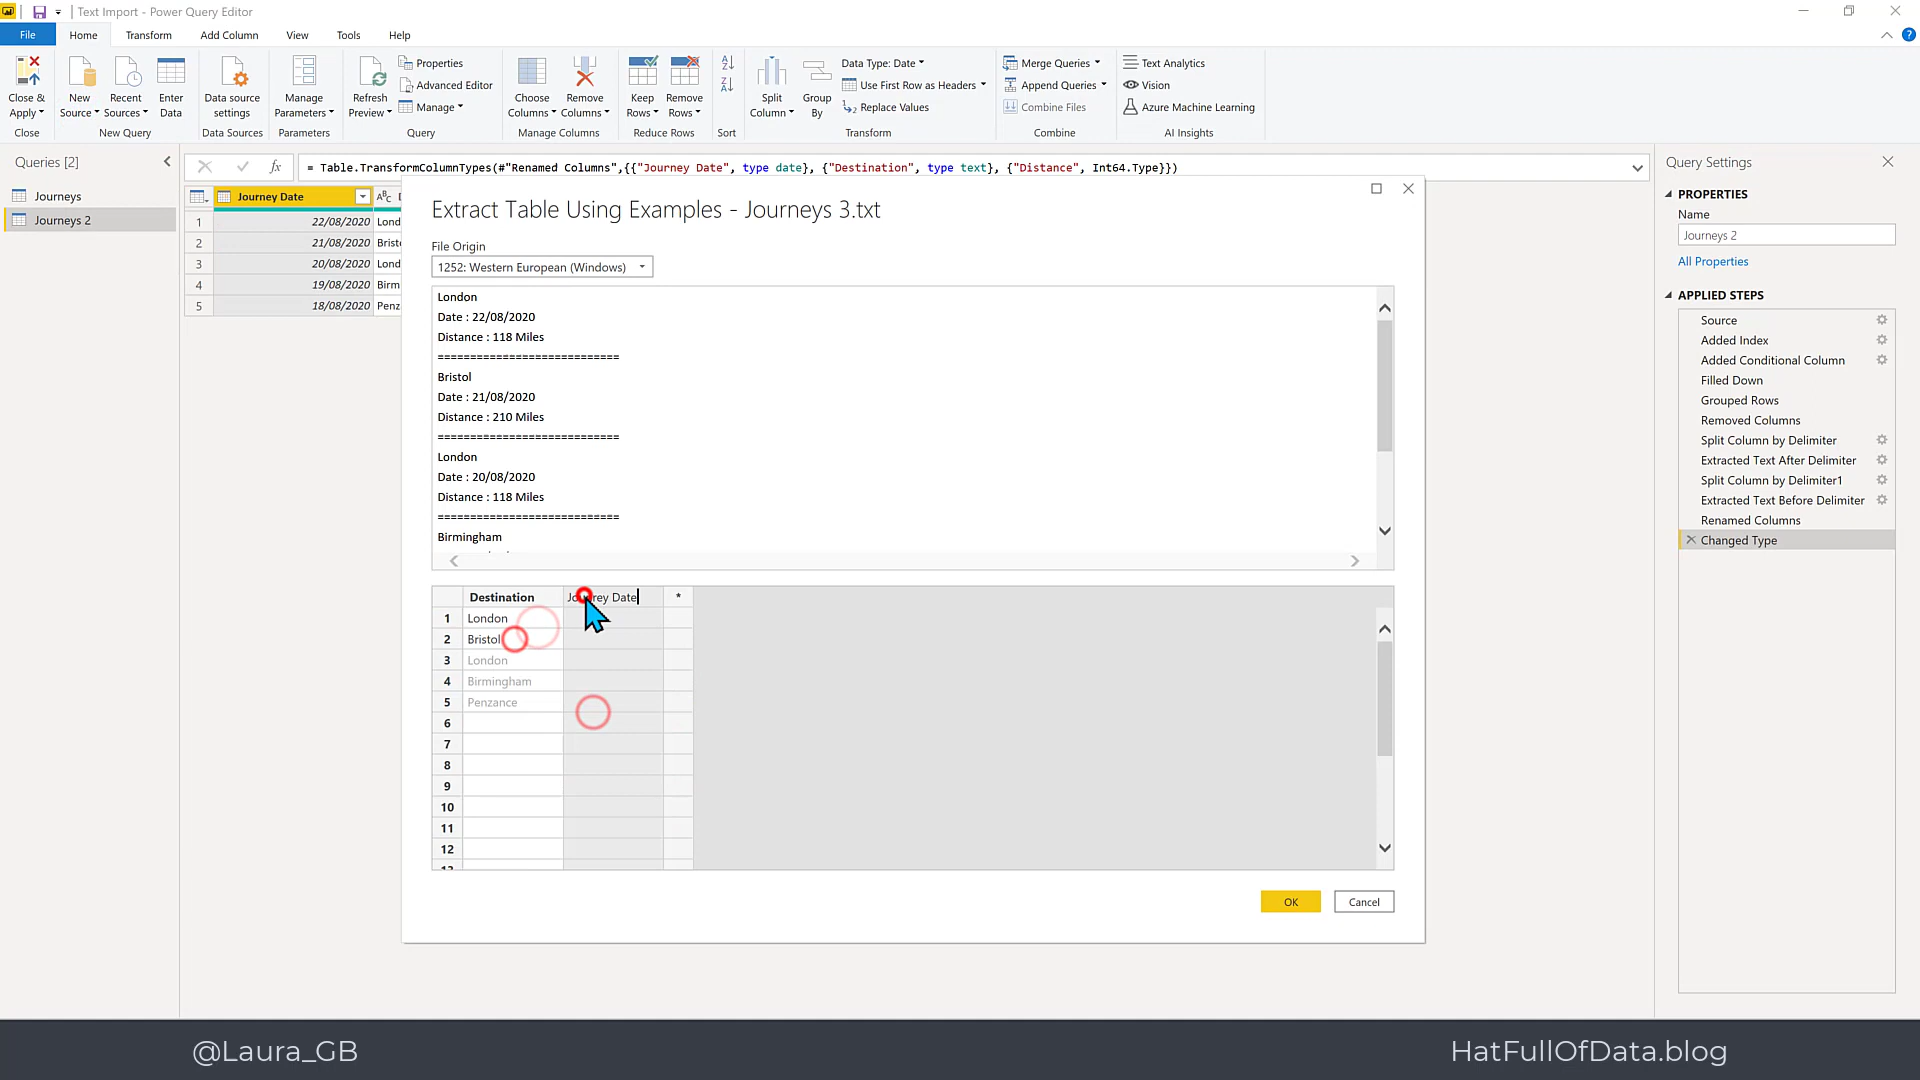 Text Import - Power Query Editor
File Home Transform Add Column View Tools Help
Close & Apply
New Source
Recent Sources
Enter Data
Data source settings
Manage Parameters
Refresh Preview
Properties
Advanced Editor
Manage
Choose Columns
Remove Columns
Keep Rows
Remove Rows
Split Column
Group By
Data Type: Date
Use First Row as Headers
Replace Values
Merge Queries
Append Queries
Combine Files
Text Analytics
Vision
Azure Machine Learning
Close New Query Data Sources Parameters Query Manage Columns Reduce Rows Sort Transform Combine AI Insights
Queries [2]
Journeys
Journeys 2
fx = Table.TransformColumnTypes(#"Renamed Columns",{{"Journey Date", type date}, {"Destination", type text}, {"Distance", Int64.Type}})
Journey Date
1 22/08/2020 Lond
2 21/08/2020 Bristo
3 20/08/2020 Lond
4 19/08/2020 Birm
5 18/08/2020 Penz
Extract Table Using Examples - Journeys 3.txt
File Origin
1252: Western European (Windows)
London
Date : 22/08/2020
Distance : 118 Miles
============================
Bristol
Date : 21/08/2020
Distance : 210 Miles
============================
London
Date : 20/08/2020
Distance : 118 Miles
============================
Birmingham
Destination Journey Date *
1 London
2 Bristol
3 London
4 Birmingham
5 Penzance
6
7
8
9
10
11
12
13
OK Cancel
Query Settings
PROPERTIES
Name
Journeys 2
All Properties
APPLIED STEPS
Source
Added Index
Added Conditional Column
Filled Down
Grouped Rows
Removed Columns
Split Column by Delimiter
Extracted Text After Delimiter
Split Column by Delimiter1
Extracted Text Before Delimiter
Renamed Columns
Changed Type
@Laura_GB
HatFullOfData.blog